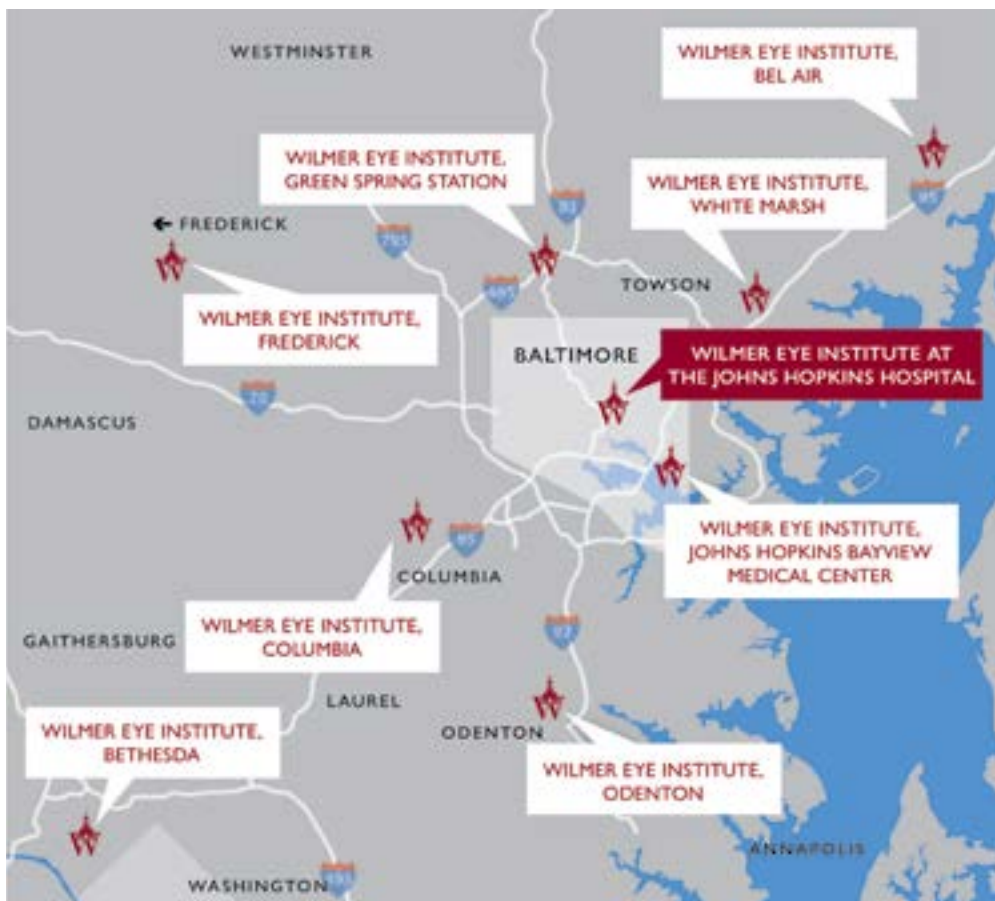 WESTMINSTER
WILMER EYE INSTITUTE,
BEL AIR
WILMER EYE INSTITUTE,
GREEN SPRING STATION
WILMER EYE INSTITUTE,
WHITE MARSH
95
83
← FREDERICK
795
TOWSON
695
WILMER EYE INSTITUTE,
FREDERICK
BALTIMORE
WILMER EYE INSTITUTE AT
THE JOHNS HOPKINS HOSPITAL
70
DAMASCUS
WILMER EYE INSTITUTE,
JOHNS HOPKINS BAYVIEW
MEDICAL CENTER
95
COLUMBIA
WILMER EYE INSTITUTE,
COLUMBIA
GAITHERSBURG
97
LAUREL
ODENTON
WILMER EYE INSTITUTE,
BETHESDA
WILMER EYE INSTITUTE,
ODENTON
ANNAPOLIS
WASHINGTON